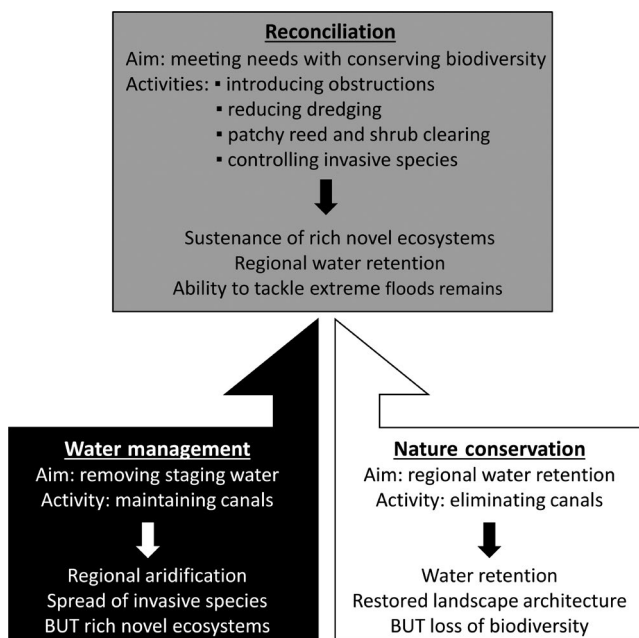 Reconciliation
Aim: meeting needs with conserving biodiversity
Activities: ▪ introducing obstructions
▪ reducing dredging
▪ patchy reed and shrub clearing
▪ controlling invasive species
Sustenance of rich novel ecosystems
Regional water retention
Ability to tackle extreme floods remains
Water management
Aim: removing staging water
Activity: maintaining canals
Regional aridification
Spread of invasive species
BUT rich novel ecosystems
Nature conservation
Aim: regional water retention
Activity: eliminating canals
Water retention
Restored landscape architecture
BUT loss of biodiversity